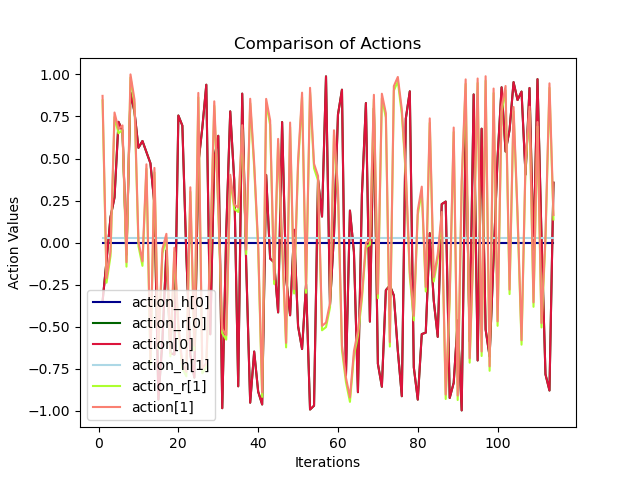 Comparison of Actions
Action Values
1.00
0.75
0.50
0.25
0.00
−0.25
−0.50
−0.75
−1.00
action_h[0]
action_r[0]
action[0]
action_h[1]
action_r[1]
action[1]
0
20
40
60
80
100
Iterations